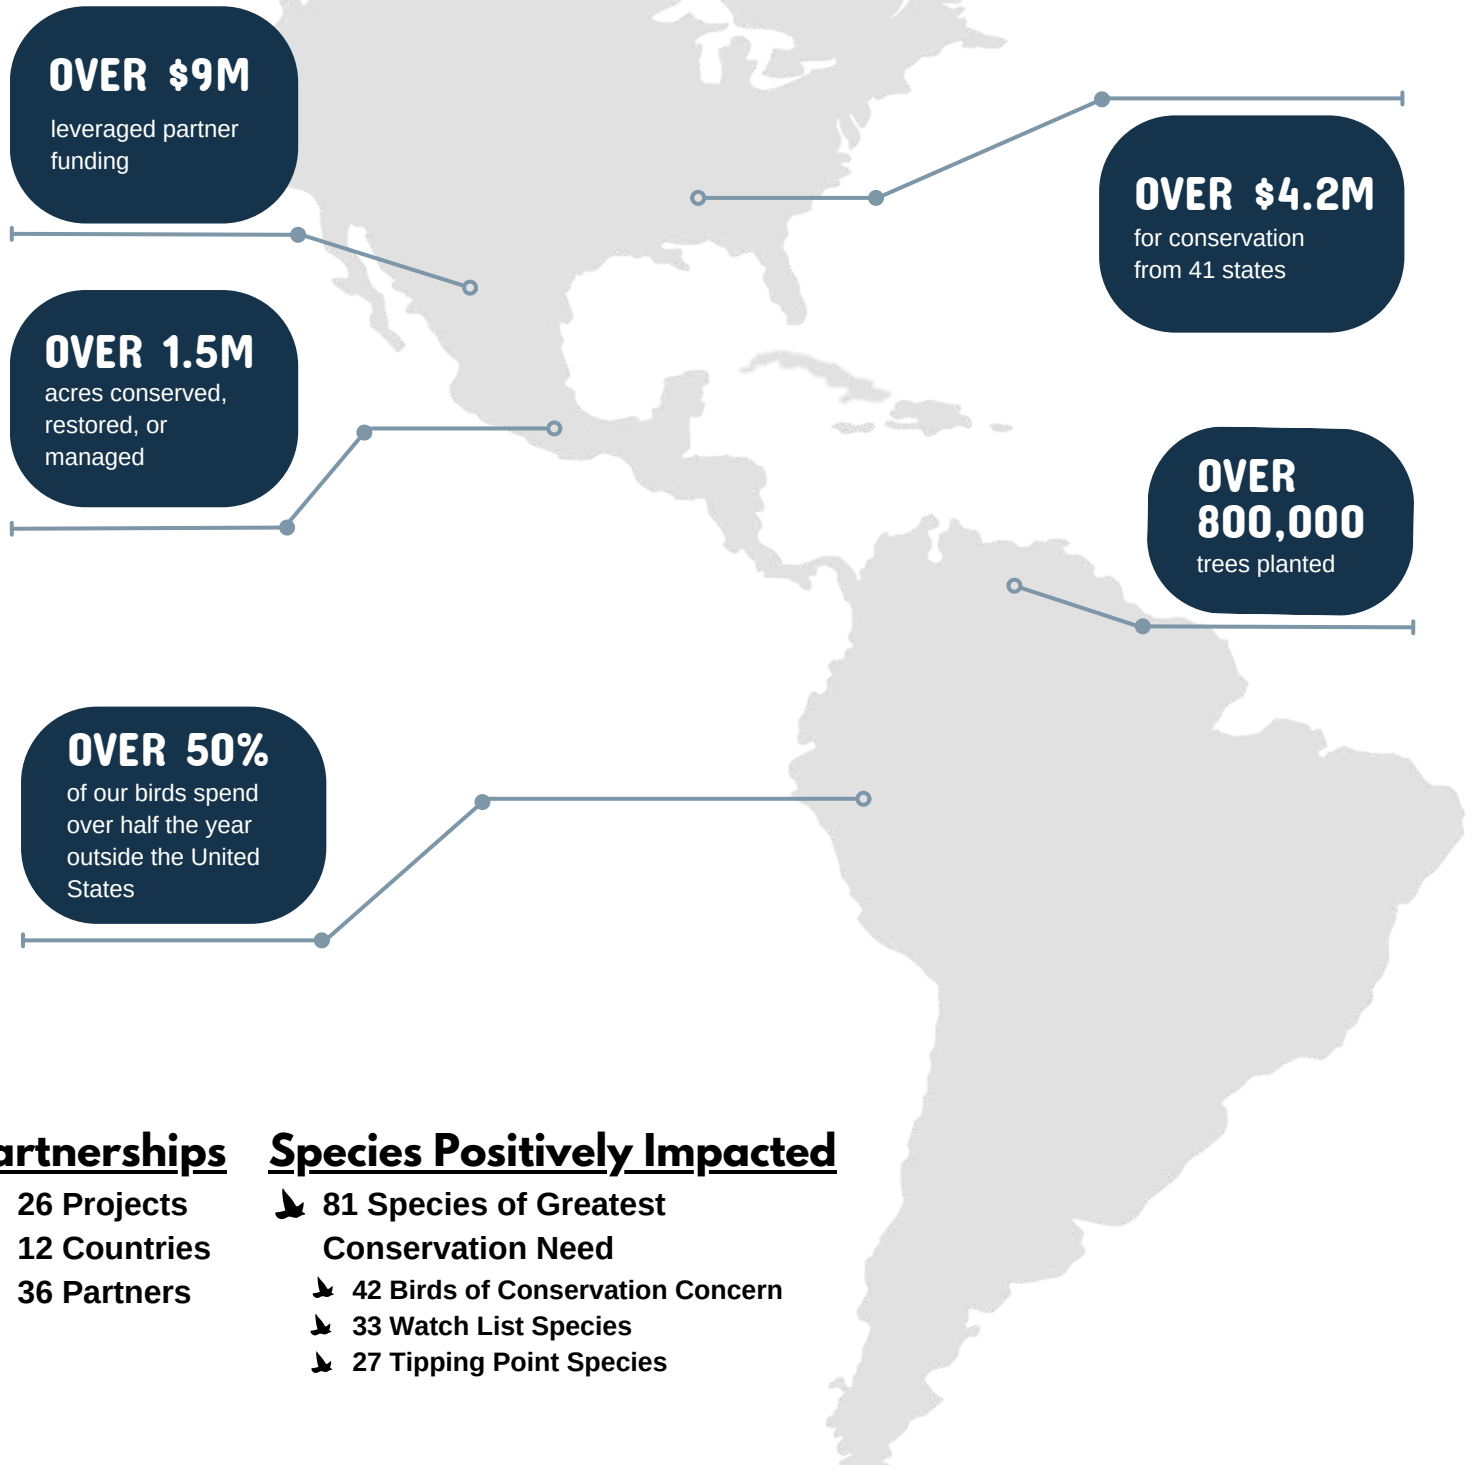 OVER $9M
leveraged partner
funding
OVER $4.2M
for conservation
from 41 states
OVER 1.5M
acres conserved,
restored, or
managed
OVER
800,000
trees planted
OVER 50%
of our birds spend
over half the year
outside the United
States
artnerships
26 Projects
12 Countries
36 Partners
Species Positively Impacted
81 Species of Greatest
Conservation Need
42 Birds of Conservation Concern
33 Watch List Species
27 Tipping Point Species